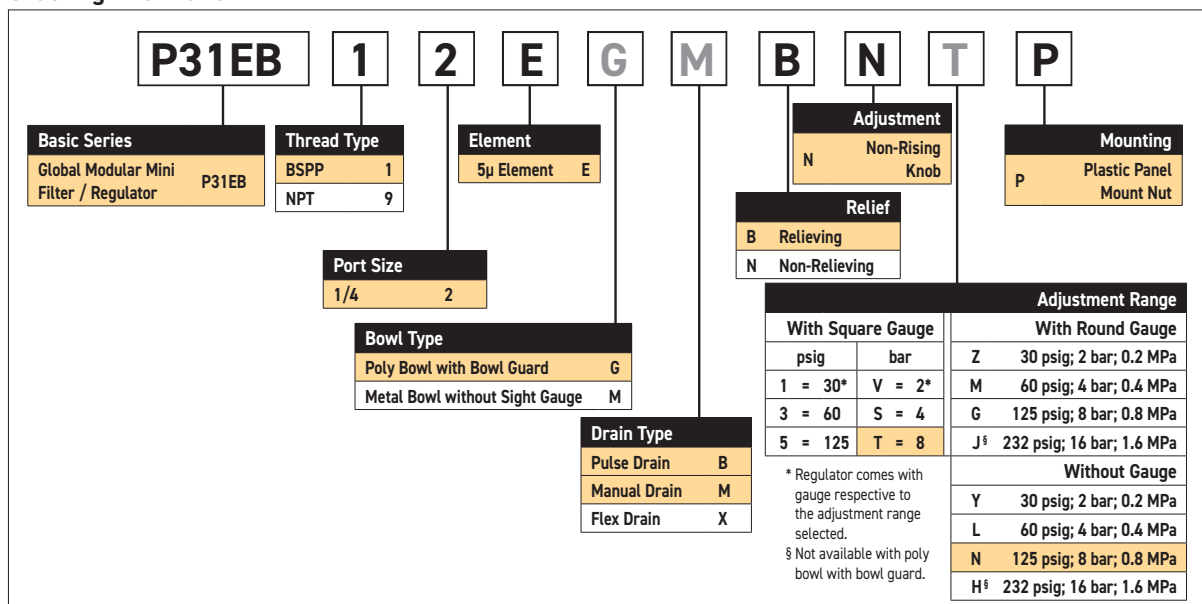 P31EB 1 2 E G M B N T P
Basic Series
Global Modular Mini
Filter / Regulator P31EB
Thread Type
BSPP 1
NPT 9
Element
5µ Element E
Adjustment
N Non-Rising
Knob
Mounting
P Plastic Panel
Mount Nut
Relief
B Relieving
N Non-Relieving
Port Size
1/4 2
Bowl Type
Poly Bowl with Bowl Guard G
Metal Bowl without Sight Gauge M
Drain Type
Pulse Drain B
Manual Drain M
Flex Drain X
Adjustment Range
With Square Gauge
psig bar
1 = 30* V = 2*
3 = 60 S = 4
5 = 125 T = 8
* Regulator comes with
gauge respective to
the adjustment range
selected.
§ Not available with poly
bowl with bowl guard.
With Round Gauge
Z 30 psig; 2 bar; 0.2 MPa
M 60 psig; 4 bar; 0.4 MPa
G 125 psig; 8 bar; 0.8 MPa
J§ 232 psig; 16 bar; 1.6 MPa
Without Gauge
Y 30 psig; 2 bar; 0.2 MPa
L 60 psig; 4 bar; 0.4 MPa
N 125 psig; 8 bar; 0.8 MPa
H§ 232 psig; 16 bar; 1.6 MPa